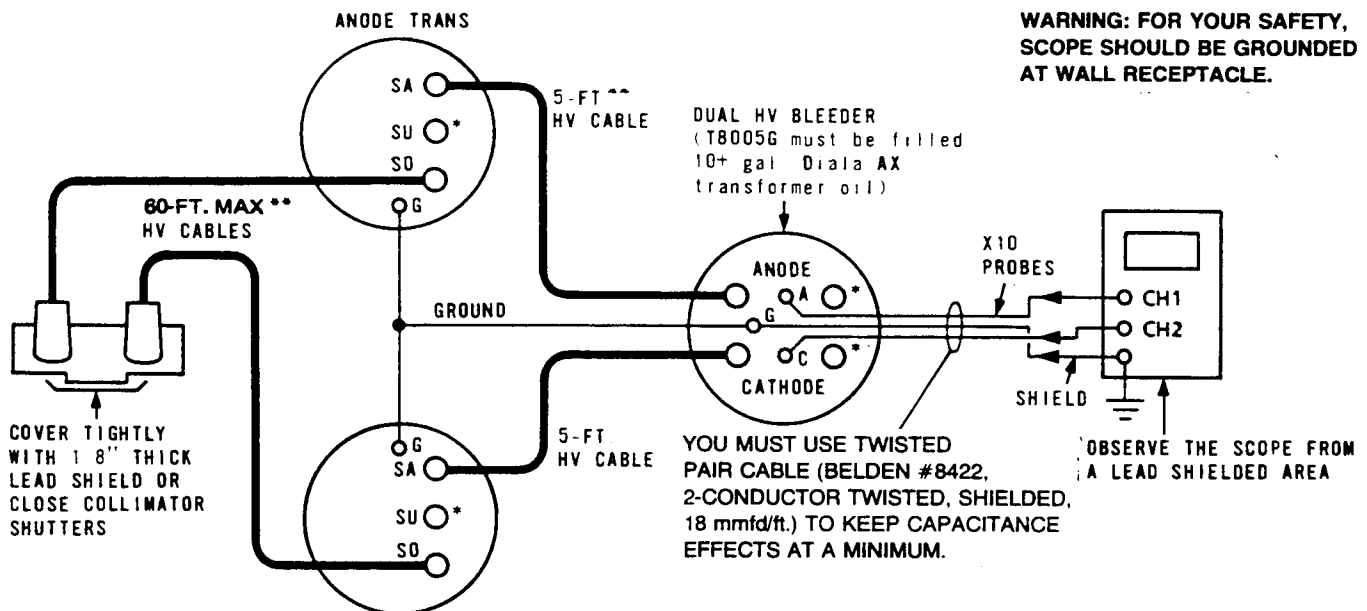 ANODE TRANS
WARNING: FOR YOUR SAFETY,
SCOPE SHOULD BE GROUNDED
AT WALL RECEPTACLE.
SA
SU *
SO
G
5-FT **
HV CABLE
DUAL HV BLEEDER
(T8005G must be filled
10+ gal Diala AX
transformer oil)
60-FT. MAX **
HV CABLES
X10
PROBES
ANODE
A *
G
C *
CATHODE
GROUND
CH1
CH2
SHIELD
G
SA
SU *
SO
5-FT.
HV CABLE
COVER TIGHTLY
WITH 1 8" THICK
LEAD SHIELD OR
CLOSE COLLIMATOR
SHUTTERS
YOU MUST USE TWISTED
PAIR CABLE (BELDEN #8422,
2-CONDUCTOR TWISTED, SHIELDED,
18 mmfd/ft.) TO KEEP CAPACITANCE
EFFECTS AT A MINIMUM.
OBSERVE THE SCOPE FROM
A LEAD SHIELDED AREA